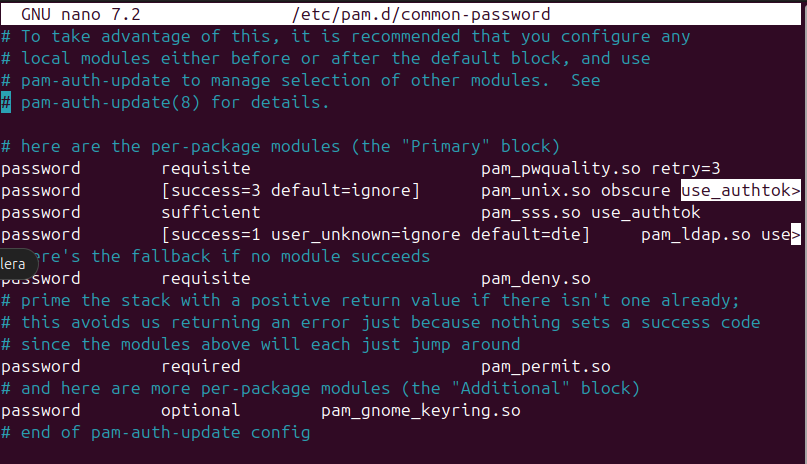 GNU nano 7.2 /etc/pam.d/common-password
# To take advantage of this, it is recommended that you configure any
# local modules either before or after the default block, and use
# pam-auth-update to manage selection of other modules.  See
# pam-auth-update(8) for details.
# here are the per-package modules (the "Primary" block)
password requisite pam_pwquality.so retry=3
password [success=3 default=ignore] pam_unix.so obscure use_authtok>
password sufficient pam_sss.so use_authtok
password [success=1 user_unknown=ignore default=die] pam_ldap.so use>
lera
ere's the fallback if no module succeeds
sword requisite pam_deny.so
# prime the stack with a positive return value if there isn't one already;
# this avoids us returning an error just because nothing sets a success code
# since the modules above will each just jump around
password required pam_permit.so
# and here are more per-package modules (the "Additional" block)
password optional pam_gnome_keyring.so
# end of pam-auth-update config